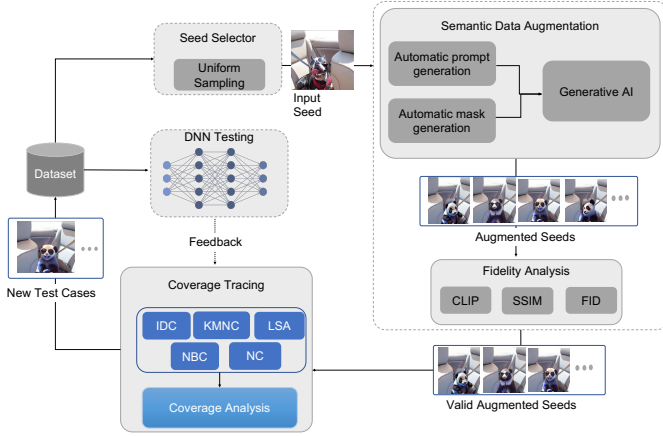 Seed Selector
Uniform
Sampling
Input
Seed
Semantic Data Augmentation
Automatic prompt
generation
Automatic mask
generation
Generative AI
DNN Testing
Dataset
Feedback
New Test Cases
Augmented Seeds
Fidelity Analysis
CLIP
SSIM
FID
Coverage Tracing
IDC
KMNC
LSA
NBC
NC
Coverage Analysis
Valid Augmented Seeds